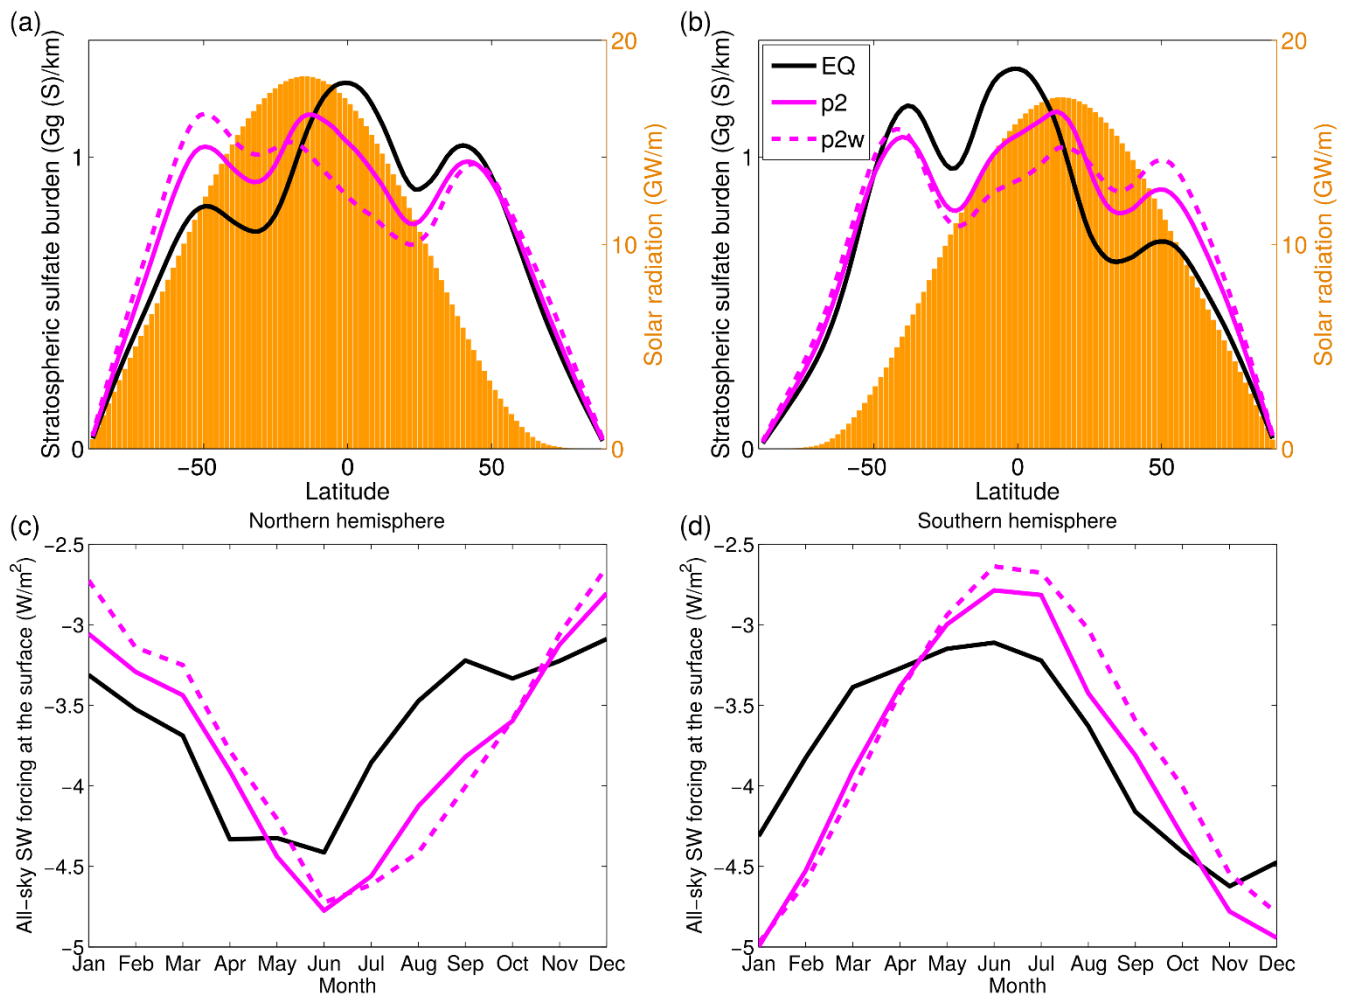 (a)
(b)
Stratospheric sulfate burden (Gg (S)/km)
1
0
−50
0
50
Latitude
20
10
0
Solar radiation (GW/m)
Stratospheric sulfate burden (Gg (S)/km)
1
0
EQ
p2
p2w
−50
0
50
Latitude
20
10
0
Solar radiation (GW/m)
(c)
Northern hemisphere
All−sky SW forcing at the surface (W/m²)
−2.5
−3
−3.5
−4
−4.5
−5
Jan Feb Mar Apr May Jun Jul Aug Sep Oct Nov Dec
Month
(d)
Southern hemisphere
All−sky SW forcing at the surface (W/m²)
−2.5
−3
−3.5
−4
−4.5
−5
Jan Feb Mar Apr May Jun Jul Aug Sep Oct Nov Dec
Month